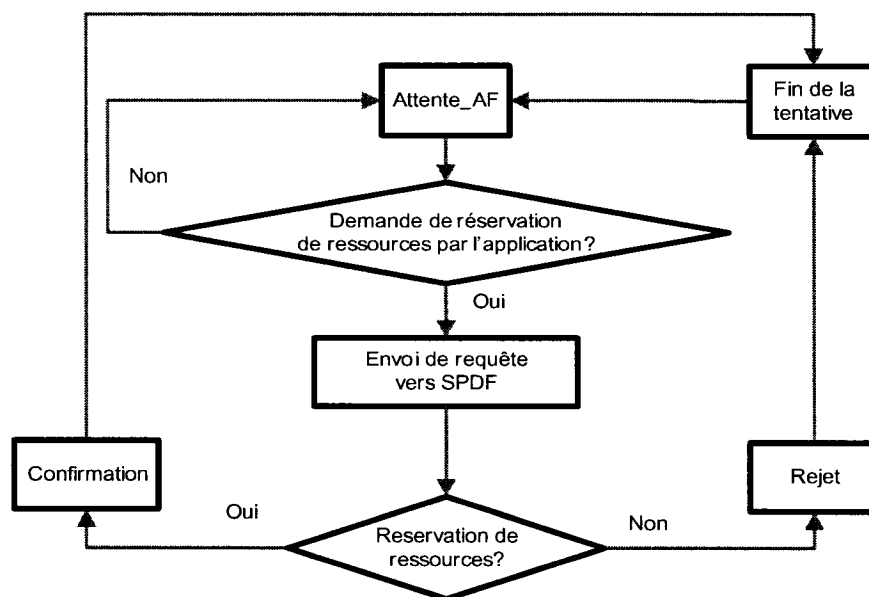 Attente_AF
Fin de la
tentative
Non
Demande de réservation
de ressources par l'application?
Oui
Envoi de requête
vers SPDF
Confirmation
Rejet
Oui
Non
Reservation de
ressources?